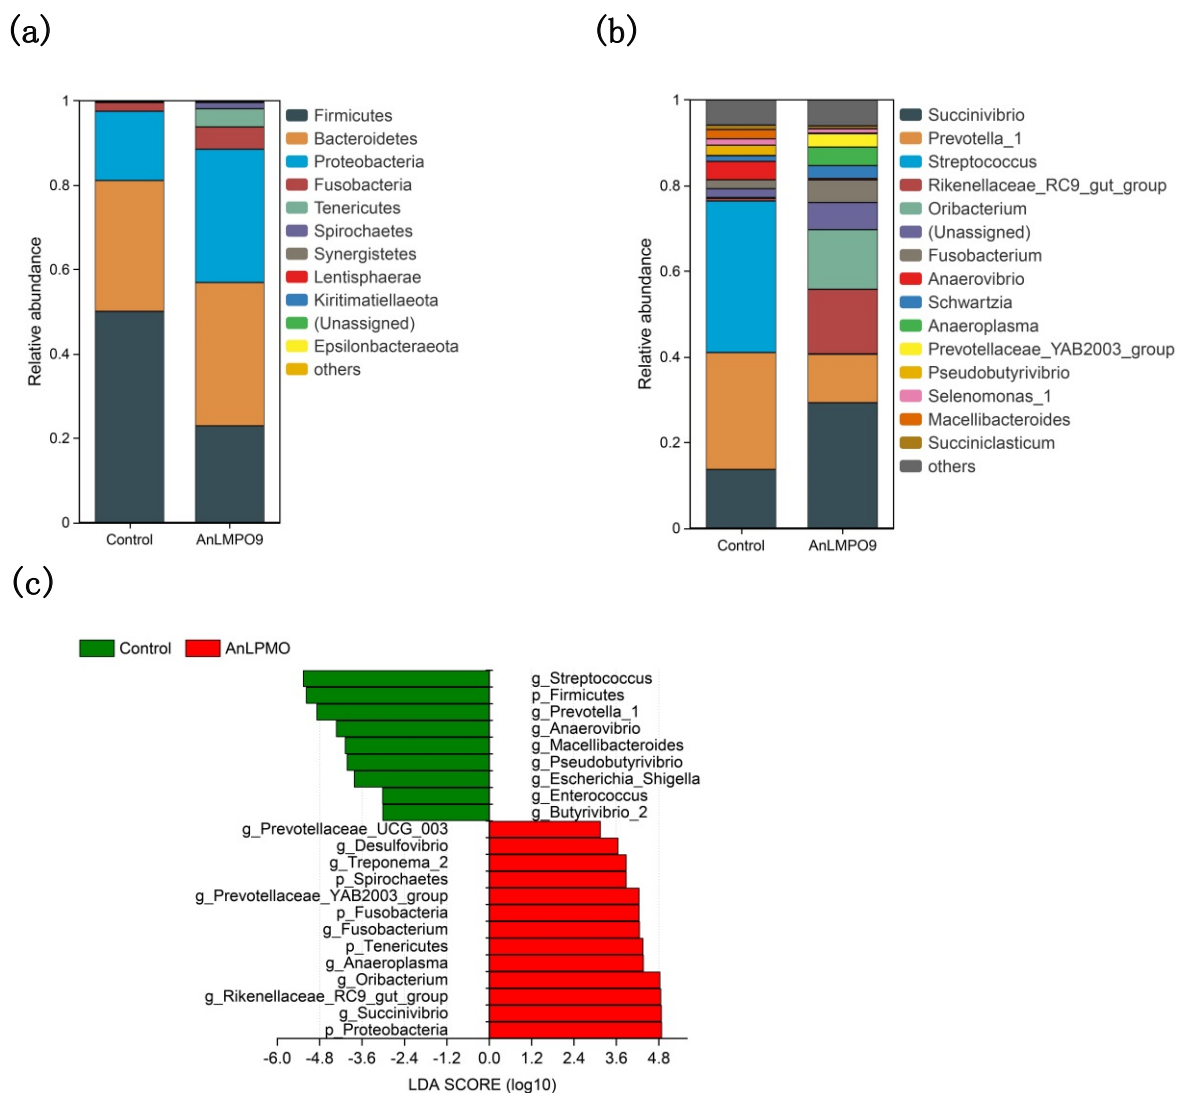 (a)
1
0.8
0.6
0.4
0.2
0
Relative abundance
Control
AnLMPO9
Firmicutes
Bacteroidetes
Proteobacteria
Fusobacteria
Tenericutes
Spirochaetes
Synergistetes
Lentisphaerae
Kiritimatiellaeota
(Unassigned)
Epsilonbacteraeota
others
(b)
1
0.8
0.6
0.4
0.2
0
Relative abundance
Control
AnLMPO9
Succinivibrio
Prevotella_1
Streptococcus
Rikenellaceae_RC9_gut_group
Oribacterium
(Unassigned)
Fusobacterium
Anaerovibrio
Schwartzia
Anaeroplasma
Prevotellaceae_YAB2003_group
Pseudobutyrivibrio
Selenomonas_1
Macellibacteroides
Succiniclasticum
others
(c)
Control AnLPMO
g_Streptococcus
p_Firmicutes
g_Prevotella_1
g_Anaerovibrio
g_Macellibacteroides
g_Pseudobutyrivibrio
g_Escherichia_Shigella
g_Enterococcus
g_Butyrivibrio_2
g_Prevotellaceae_UCG_003
g_Desulfovibrio
g_Treponema_2
p_Spirochaetes
g_Prevotellaceae_YAB2003_group
p_Fusobacteria
g_Fusobacterium
p_Tenericutes
g_Anaeroplasma
g_Oribacterium
g_Rikenellaceae_RC9_gut_group
g_Succinivibrio
p_Proteobacteria
-6.0 -4.8 -3.6 -2.4 -1.2 0.0 1.2 2.4 3.6 4.8
LDA SCORE (log10)